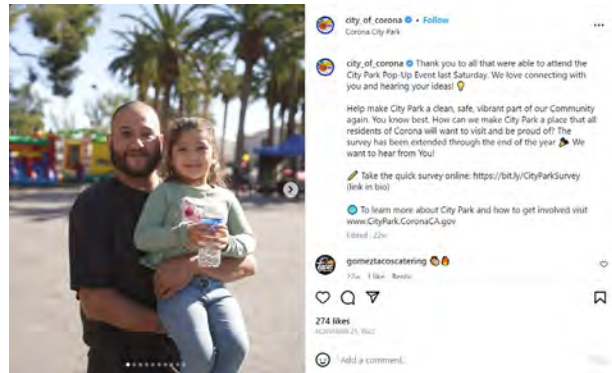 city_of_corona • Follow
Corona City Park
city_of_corona Thank you to all that were able to attend the
City Park Pop-Up Event last Saturday. We love connecting with
you and hearing your ideas!
Help make City Park a clean, safe, vibrant part of our Community
again. You know best. How can we make City Park a place that all
residents of Corona will want to visit and be proud of? The
survey has been extended through the end of the year We
want to hear from You!
Take the quick survey online: https://bit.ly/CityParkSurvey
(link in bio)
To learn more about City Park and how to get involved visit
www.CityPark.CoronaCA.gov
Edited · 22w
gomeztacoscatering
22w 1 like Reply
274 likes
Add a comment...